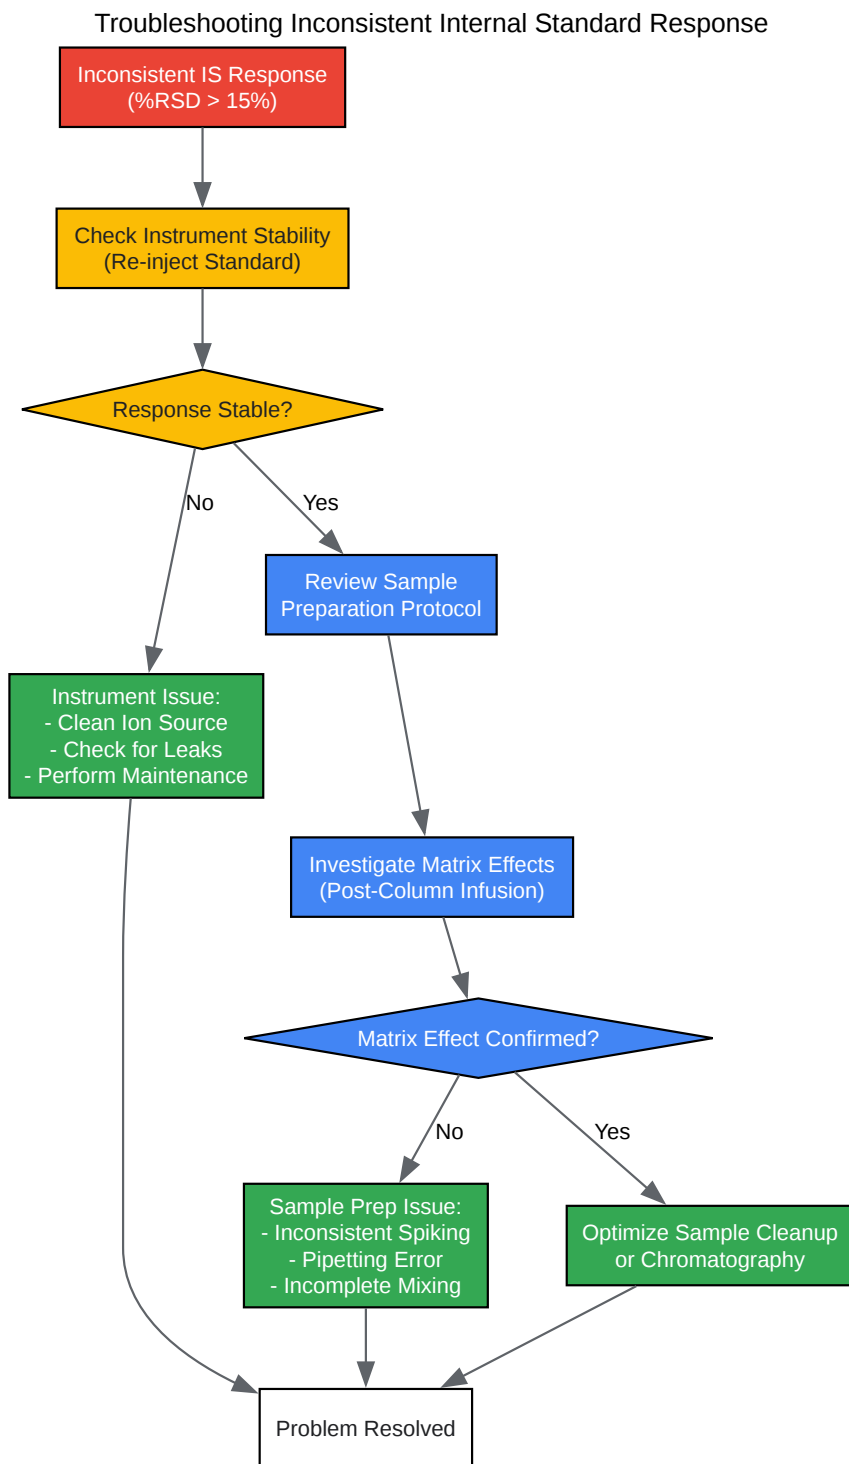 Troubleshooting Inconsistent Internal Standard Response
Inconsistent IS Response
(%RSD > 15%)
Check Instrument Stability
(Re-inject Standard)
Response Stable?
No
Yes
Review Sample
Preparation Protocol
Instrument Issue:
- Clean Ion Source
- Check for Leaks
- Perform Maintenance
Investigate Matrix Effects
(Post-Column Infusion)
Matrix Effect Confirmed?
No
Yes
Sample Prep Issue:
- Inconsistent Spiking
- Pipetting Error
- Incomplete Mixing
Optimize Sample Cleanup
or Chromatography
Problem Resolved